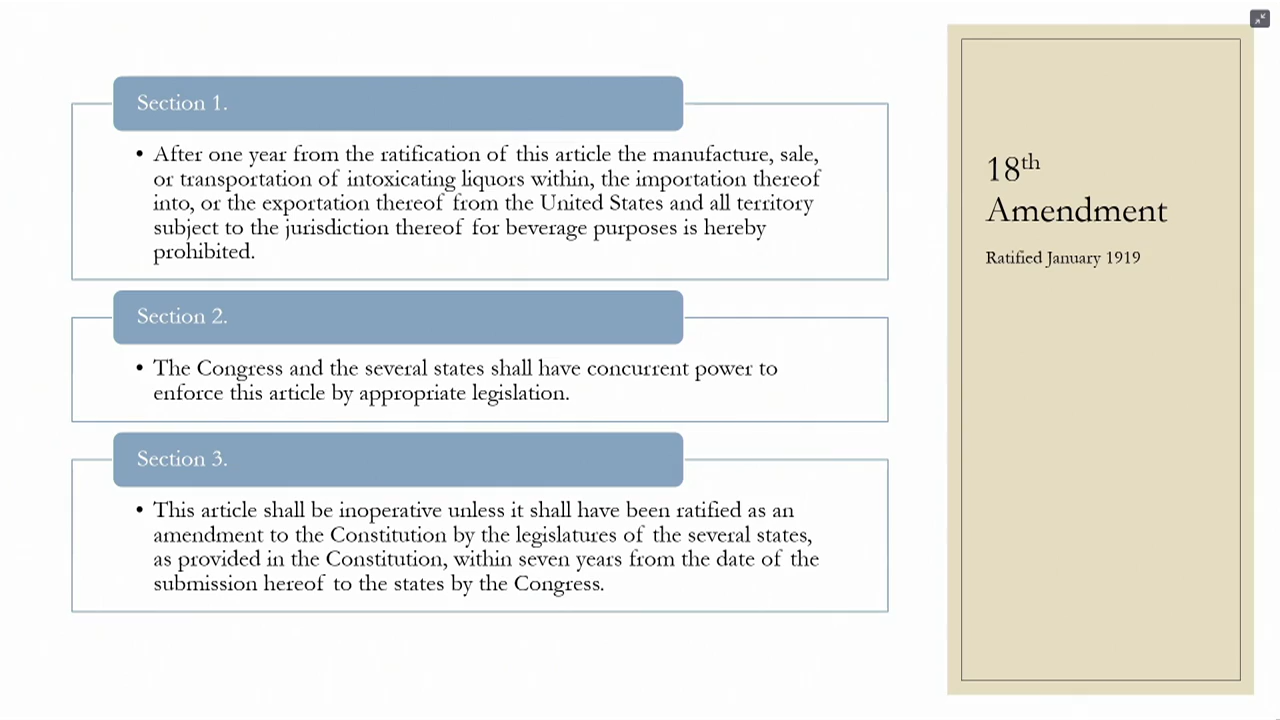 Section 1.
• After one year from the ratification of this article the manufacture, sale,
or transportation of intoxicating liquors within, the importation thereof
into, or the exportation thereof from the United States and all territory
subject to the jurisdiction thereof for beverage purposes is hereby
prohibited.
Section 2.
• The Congress and the several states shall have concurrent power to
enforce this article by appropriate legislation.
Section 3.
• This article shall be inoperative unless it shall have been ratified as an
amendment to the Constitution by the legislatures of the several states,
as provided in the Constitution, within seven years from the date of the
submission hereof to the states by the Congress.
18th
Amendment
Ratified January 1919